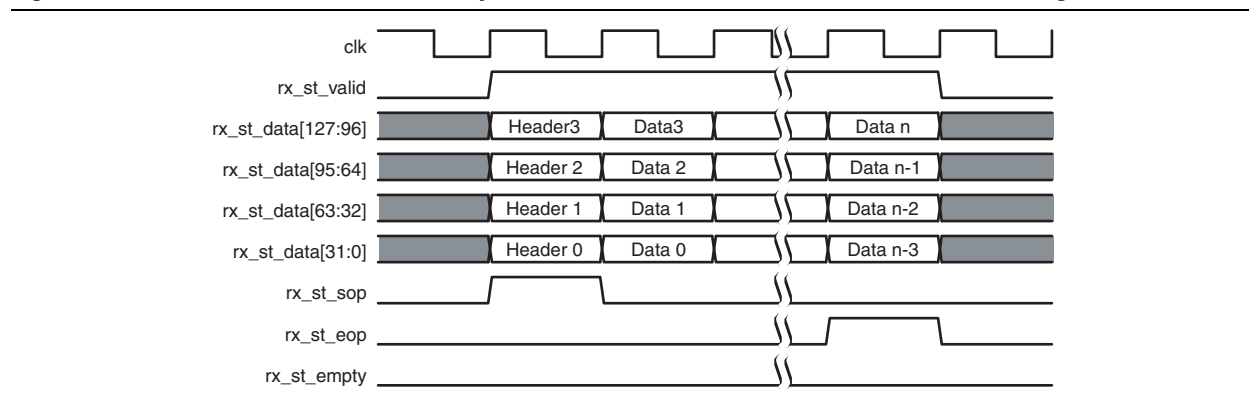 clk
rx_st_valid
rx_st_data[127:96] Header3 Data3 Data n
rx_st_data[95:64] Header 2 Data 2 Data n-1
rx_st_data[63:32] Header 1 Data 1 Data n-2
rx_st_data[31:0] Header 0 Data 0 Data n-3
rx_st_sop
rx_st_eop
rx_st_empty